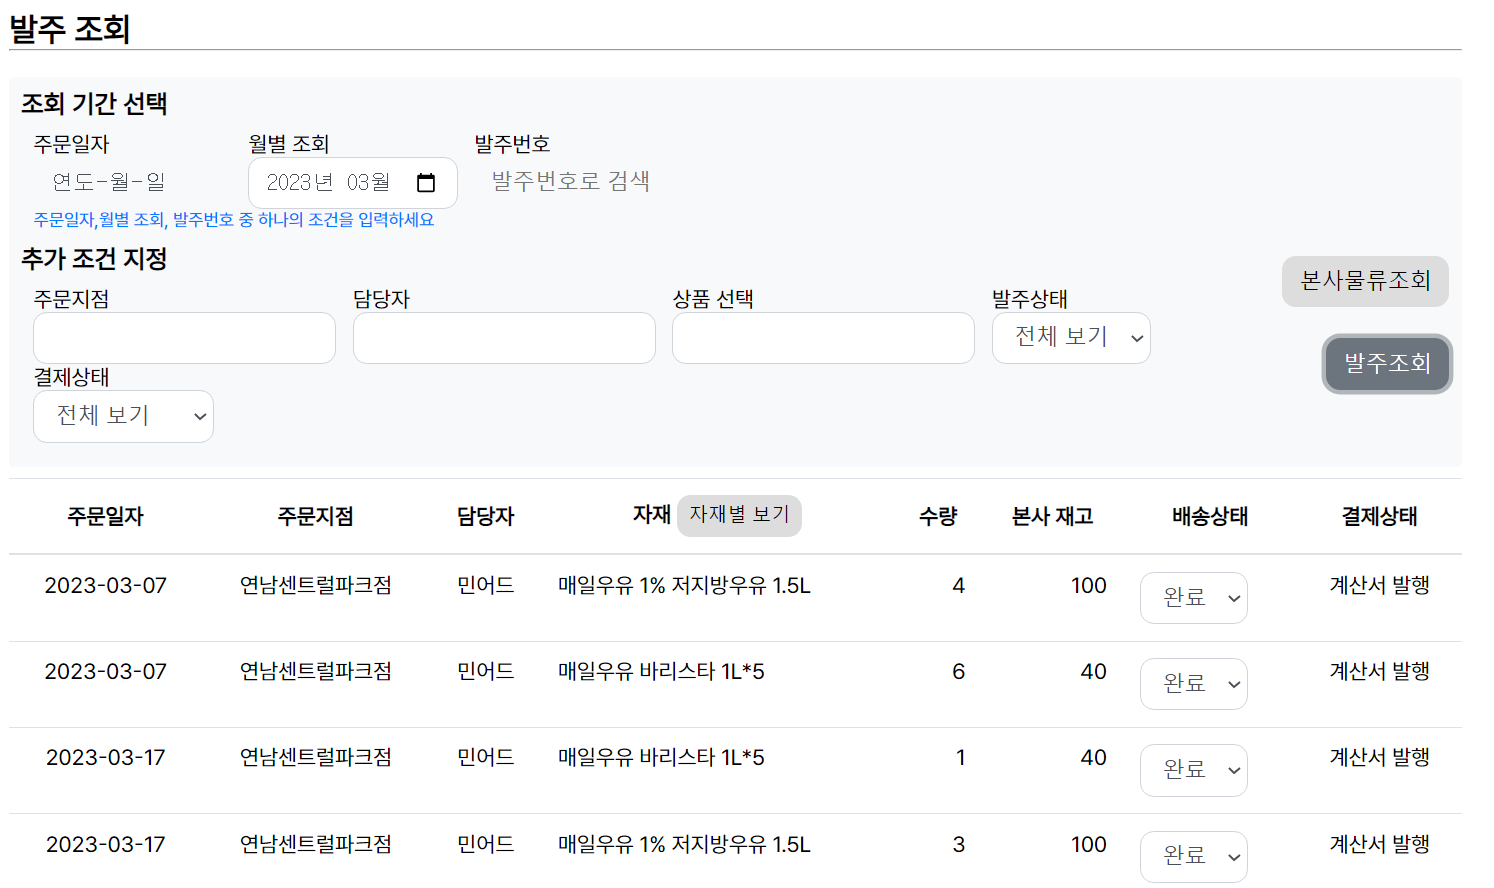 발주 조회
조회 기간 선택
주문일자 월별 조회 발주번호
연도-월-일 2023년 03월 발주번호로 검색
주문일자,월별 조회, 발주번호 중 하나의 조건을 입력하세요
추가 조건 지정
본사물류조회
주문지점 담당자 상품 선택 발주상태
전체 보기
발주조회
결제상태
전체 보기
주문일자 주문지점 담당자 자재 자재별 보기 수량 본사 재고 배송상태 결제상태
2023-03-07 연남센트럴파크점 민어드 매일우유 1% 저지방우유 1.5L 4 100 완료 계산서 발행
2023-03-07 연남센트럴파크점 민어드 매일우유 바리스타 1L*5 6 40 완료 계산서 발행
2023-03-17 연남센트럴파크점 민어드 매일우유 바리스타 1L*5 1 40 완료 계산서 발행
2023-03-17 연남센트럴파크점 민어드 매일우유 1% 저지방우유 1.5L 3 100 완료 계산서 발행